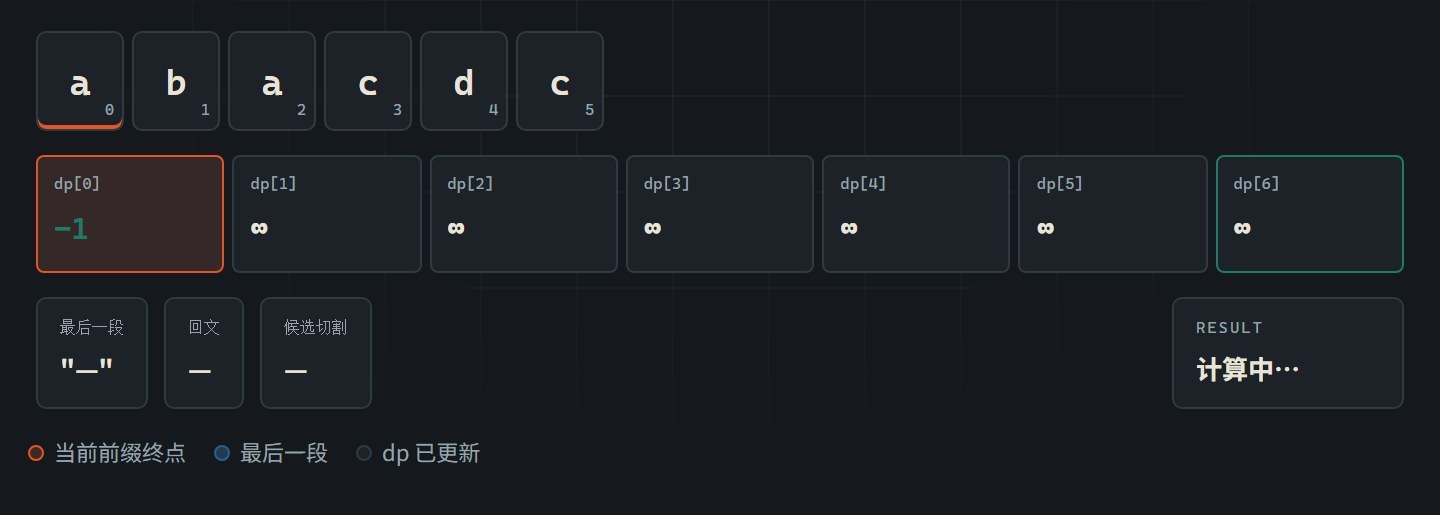 a 0 b 1 a 2 c 3 d 4 c 5
dp[0] dp[1] dp[2] dp[3] dp[4] dp[5] dp[6]
−1 ∞ ∞ ∞ ∞ ∞ ∞
最后一段 回文 候选切割 RESULT
"—" — — 计算中…
当前前缀终点 最后一段 dp 已更新